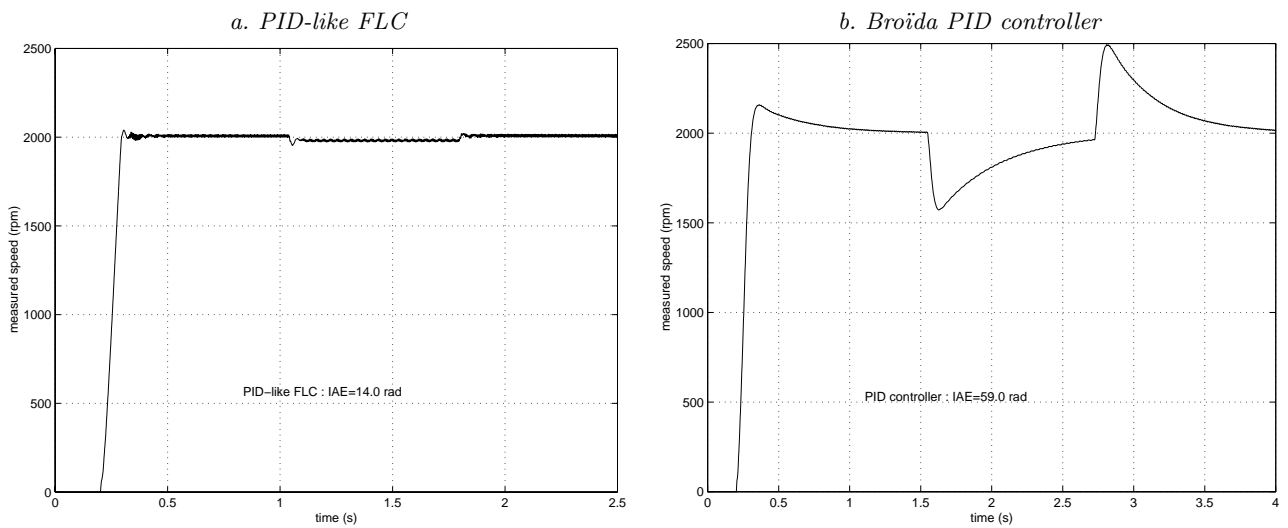 a. PID-like FLC
2500
2000
1500
1000
500
0
measured speed (rpm)
PID−like FLC : IAE=14.0 rad
0 0.5 1 1.5 2 2.5
time (s)
b. Broïda PID controller
2500
2000
1500
1000
500
0
measured speed (rpm)
PID controller : IAE=59.0 rad
0 0.5 1 1.5 2 2.5 3 3.5 4
time (s)